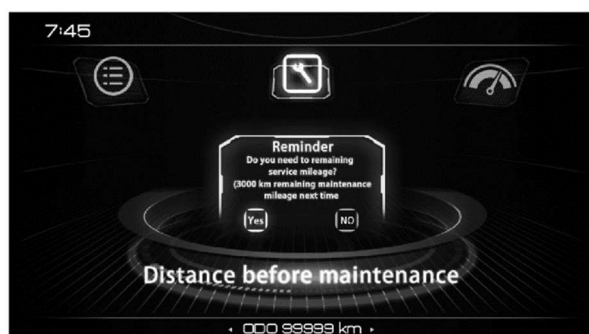 7:45
Reminder
Do you need to remaining
service mileage?
(3000 km remaining maintenance
mileage next time
Yes NO
Distance before maintenance
ODO 99999 km